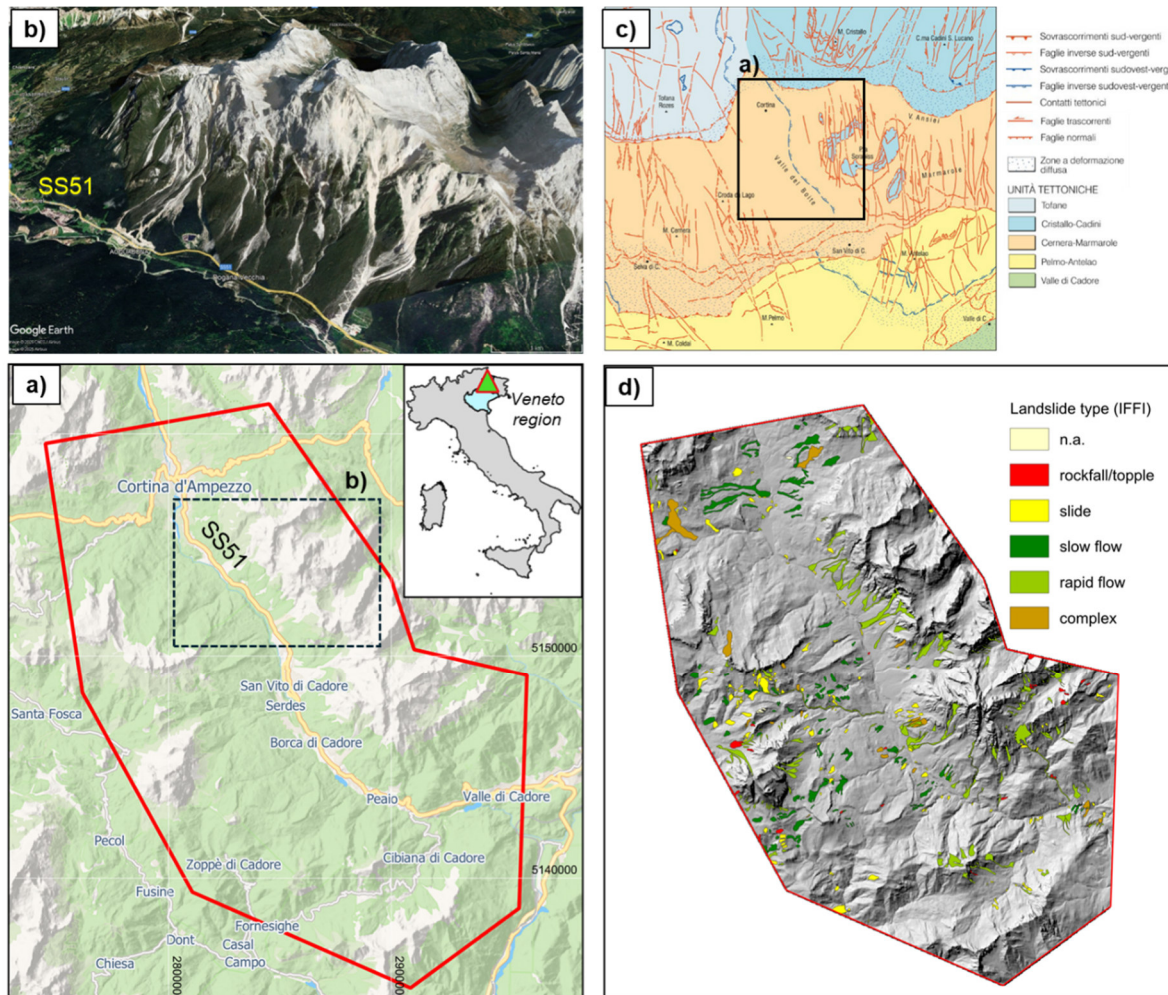 b)
SS51
Dogana Vecchia
Google Earth
1 km
c)
M. Cristallo
C.ma Cadini S. Lucano
Tofana
Rozes
a)
Cortina
V. Ansiei
Valle del Boite
Marmarole
Croda da Lago
M. Cernera
Selva di C.
San Vito di C.
M. Antelao
M. Pelmo
M. Coldai
Valle di C.
Sovrascorrimenti sud-vergenti
Faglie inverse sud-vergenti
Sovrascorrimenti sudovest-verg
Faglie inverse sudovest-vergent
Contatti tettonici
Faglie trascorrenti
Faglie normali
Zone a deformazione
diffusa
UNITÀ TETTONICHE
Tofane
Cristallo-Cadini
Cernera-Marmarole
Pelmo-Antelao
Valle di Cadore
a)
Veneto
region
Cortina d'Ampezzo
b)
SS51
5150000
San Vito di Cadore
Serdes
Santa Fosca
Borca di Cadore
Peaio
Valle di Cadore
Pecol
Zoppè di Cadore
Cibiana di Cadore
5140000
Fusine
Fornesighe
Dont
Casal
Campo
Chiesa
280000
290000
d)
Landslide type (IFFI)
n.a.
rockfall/topple
slide
slow flow
rapid flow
complex